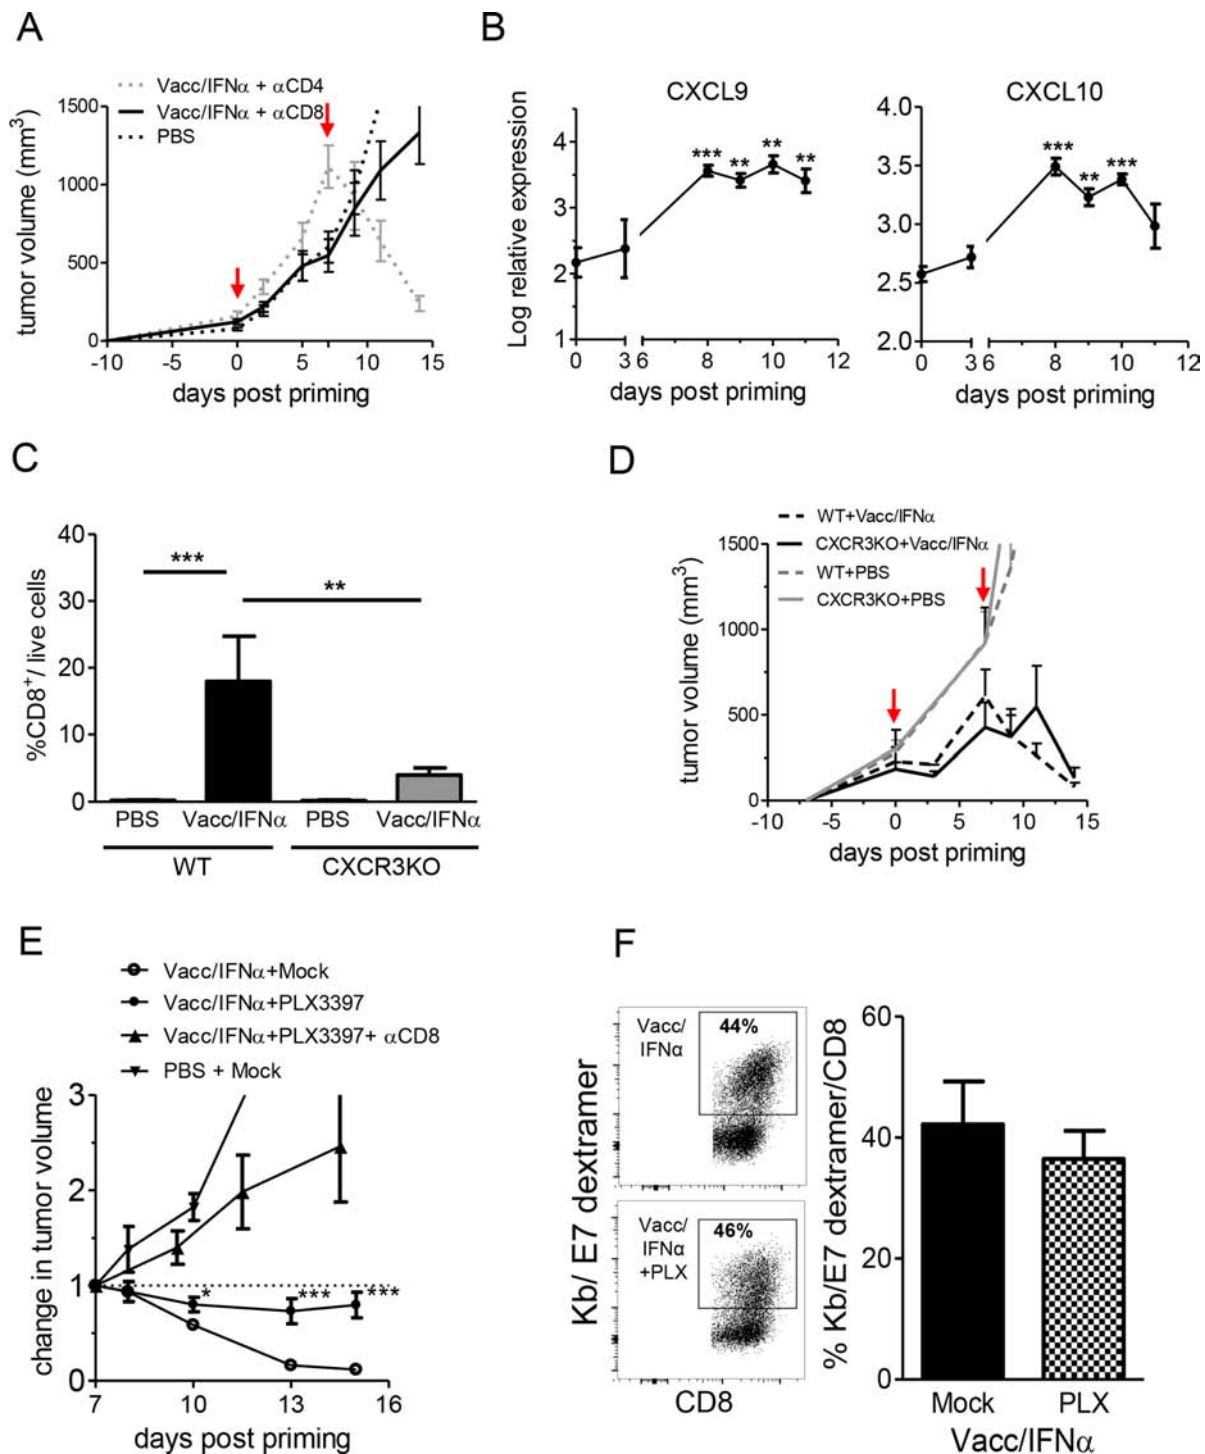 A
Vacc/IFNα + αCD4
Vacc/IFNα + αCD8
PBS
tumor volume (mm³)
1500
1000
500
0
-10 -5 0 5 10 15
days post priming
B
CXCL9
Log relative expression
4
3
2
1
*** ** ** **
0 3 6 8 10 12
days post priming
CXCL10
4.0
3.5
3.0
2.5
2.0
*** ** ***
0 3 6 8 10 12
days post priming
C
%CD8⁺/ live cells
40
30
20
10
0
***
**
PBS Vacc/IFNα PBS Vacc/IFNα
WT CXCR3KO
D
WT+Vacc/IFNα
CXCR3KO+Vacc/IFNα
WT+PBS
CXCR3KO+PBS
tumor volume (mm³)
1500
1000
500
0
-10 -5 0 5 10 15
days post priming
E
Vacc/IFNα+Mock
Vacc/IFNα+PLX3397
Vacc/IFNα+PLX3397+ αCD8
PBS + Mock
change in tumor volume
3
2
1
0
* *** ***
7 10 13 16
days post priming
F
Kb/ E7 dextramer
Vacc/
IFNα
44%
Vacc/
IFNα
+PLX
46%
CD8
% Kb/E7 dextramer/CD8
60
40
20
0
Mock PLX
Vacc/IFNα